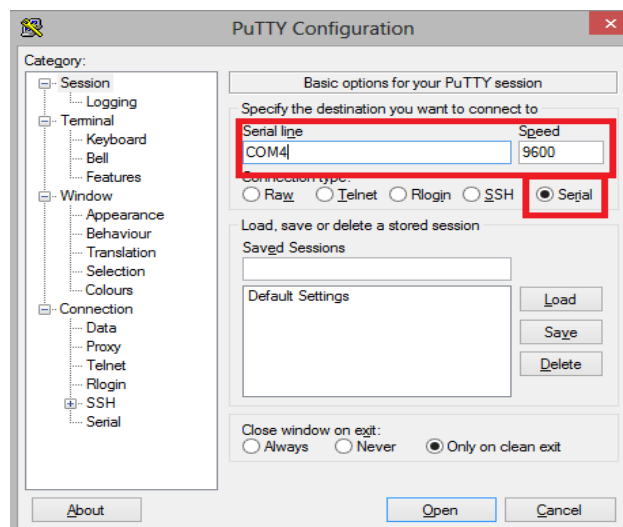 PuTTY Configuration
Category:
Session
Logging
Terminal
Keyboard
Bell
Features
Window
Appearance
Behaviour
Translation
Selection
Colours
Connection
Data
Proxy
Telnet
Rlogin
SSH
Serial
Basic options for your PuTTY session
Specify the destination you want to connect to
Serial line Speed
COM4 9600
Connection type:
Raw Telnet Rlogin SSH Serial
Load, save or delete a stored session
Saved Sessions
Default Settings
Load
Save
Delete
Close window on exit:
Always Never Only on clean exit
About Open Cancel